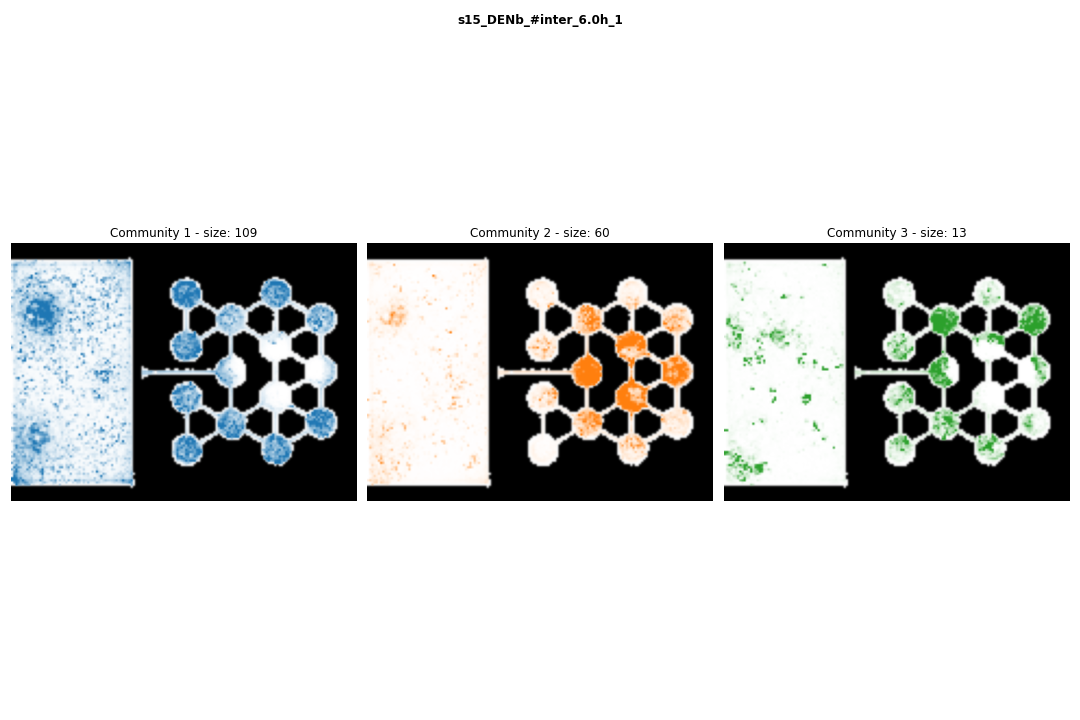 s15_DENb_#inter_6.0h_1
Community 1 - size: 109
Community 2 - size: 60
Community 3 - size: 13